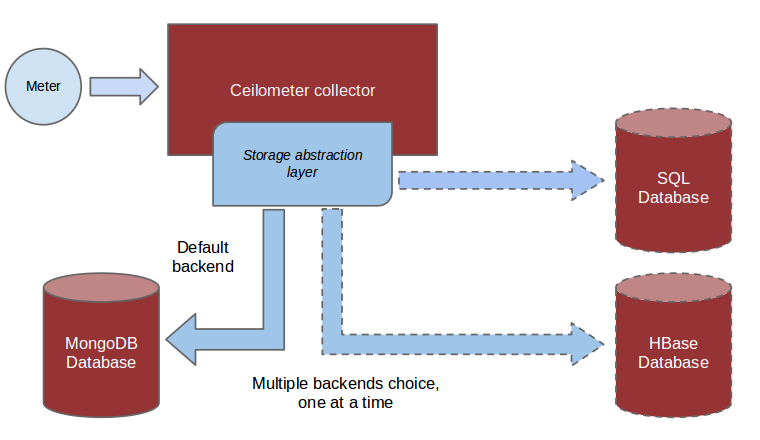 Meter
Ceilometer collector
Storage abstraction
layer
SQL
Database
Default
backend
MongoDB
Database
HBase
Database
Multiple backends choice,
one at a time